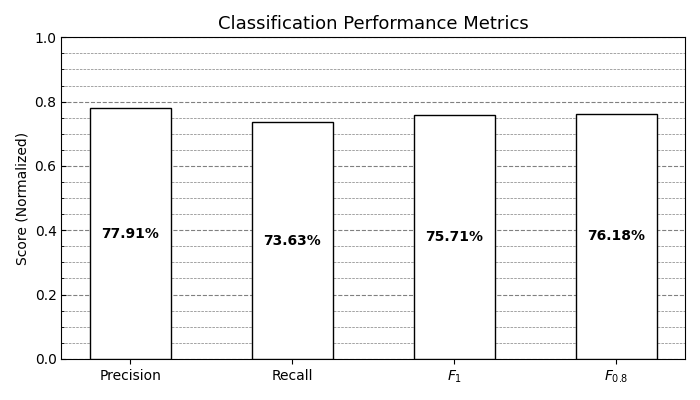 Classification Performance Metrics
Score (Normalized)
1.0
0.8
0.6
0.4
0.2
0.0
77.91%
73.63%
75.71%
76.18%
Precision
Recall
F₁
F₀.₈